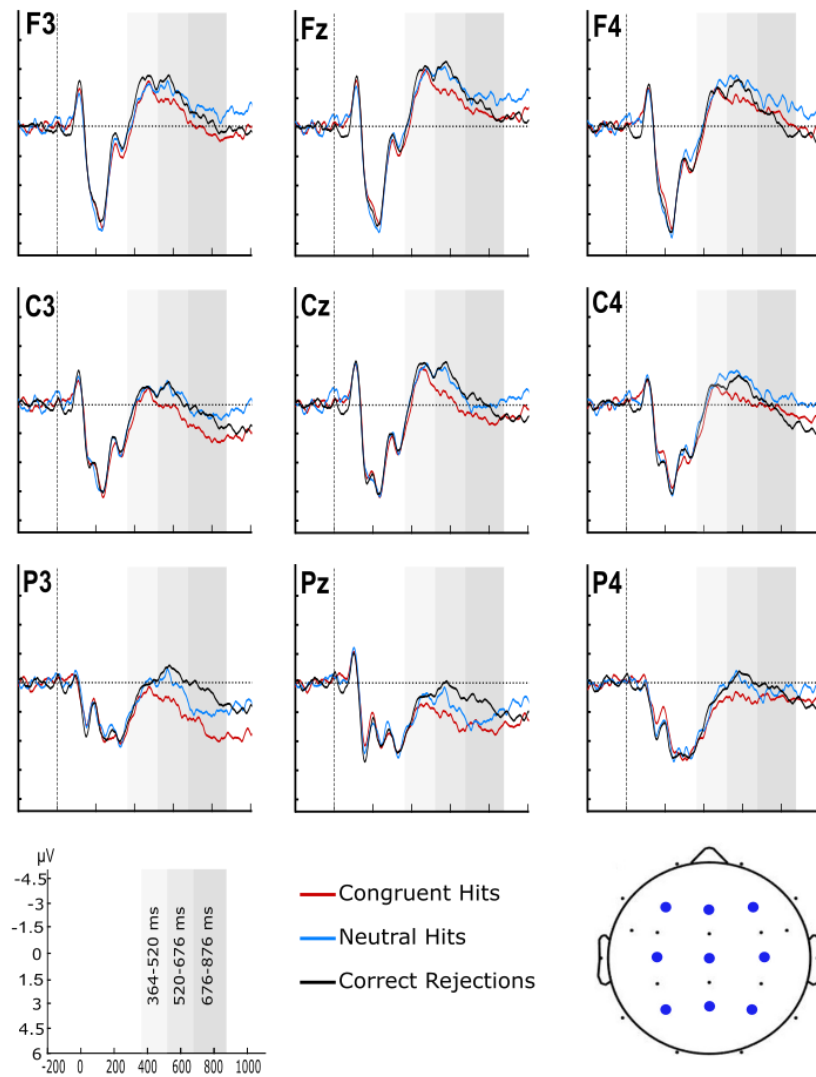 F3
Fz
F4
C3
Cz
C4
P3
Pz
P4
µV
-4.5
-3
-1.5
0
1.5
3
4.5
6
-200 0 200 400 600 800 1000
364-520 ms
520-676 ms
676-876 ms
Congruent Hits
Neutral Hits
Correct Rejections